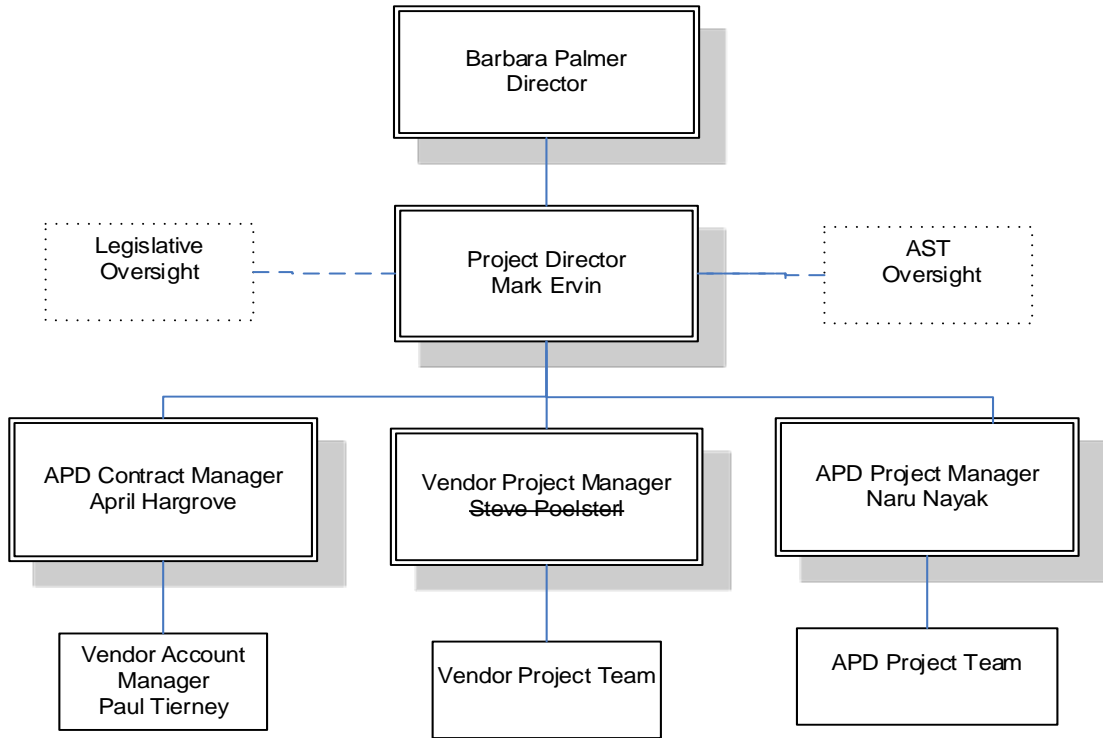 Barbara Palmer
Director
Legislative
Oversight
Project Director
Mark Ervin
AST
Oversight
APD Contract Manager
April Hargrove
Vendor Project Manager
Steve Poelsterl
APD Project Manager
Naru Nayak
Vendor Account
Manager
Paul Tierney
Vendor Project Team
APD Project Team